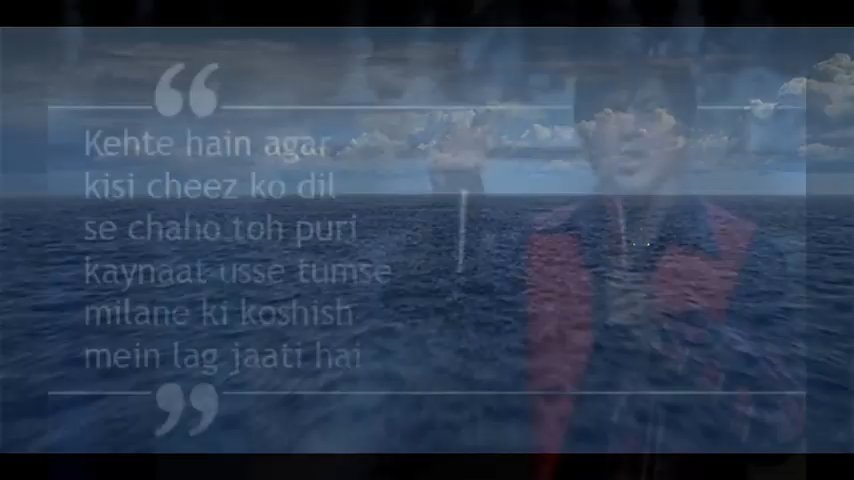 “
Kehte hain agar
kisi cheez ko dil
se chaho toh puri
kaynaat usse tumse
milane ki koshish
mein lag jaati hai
”